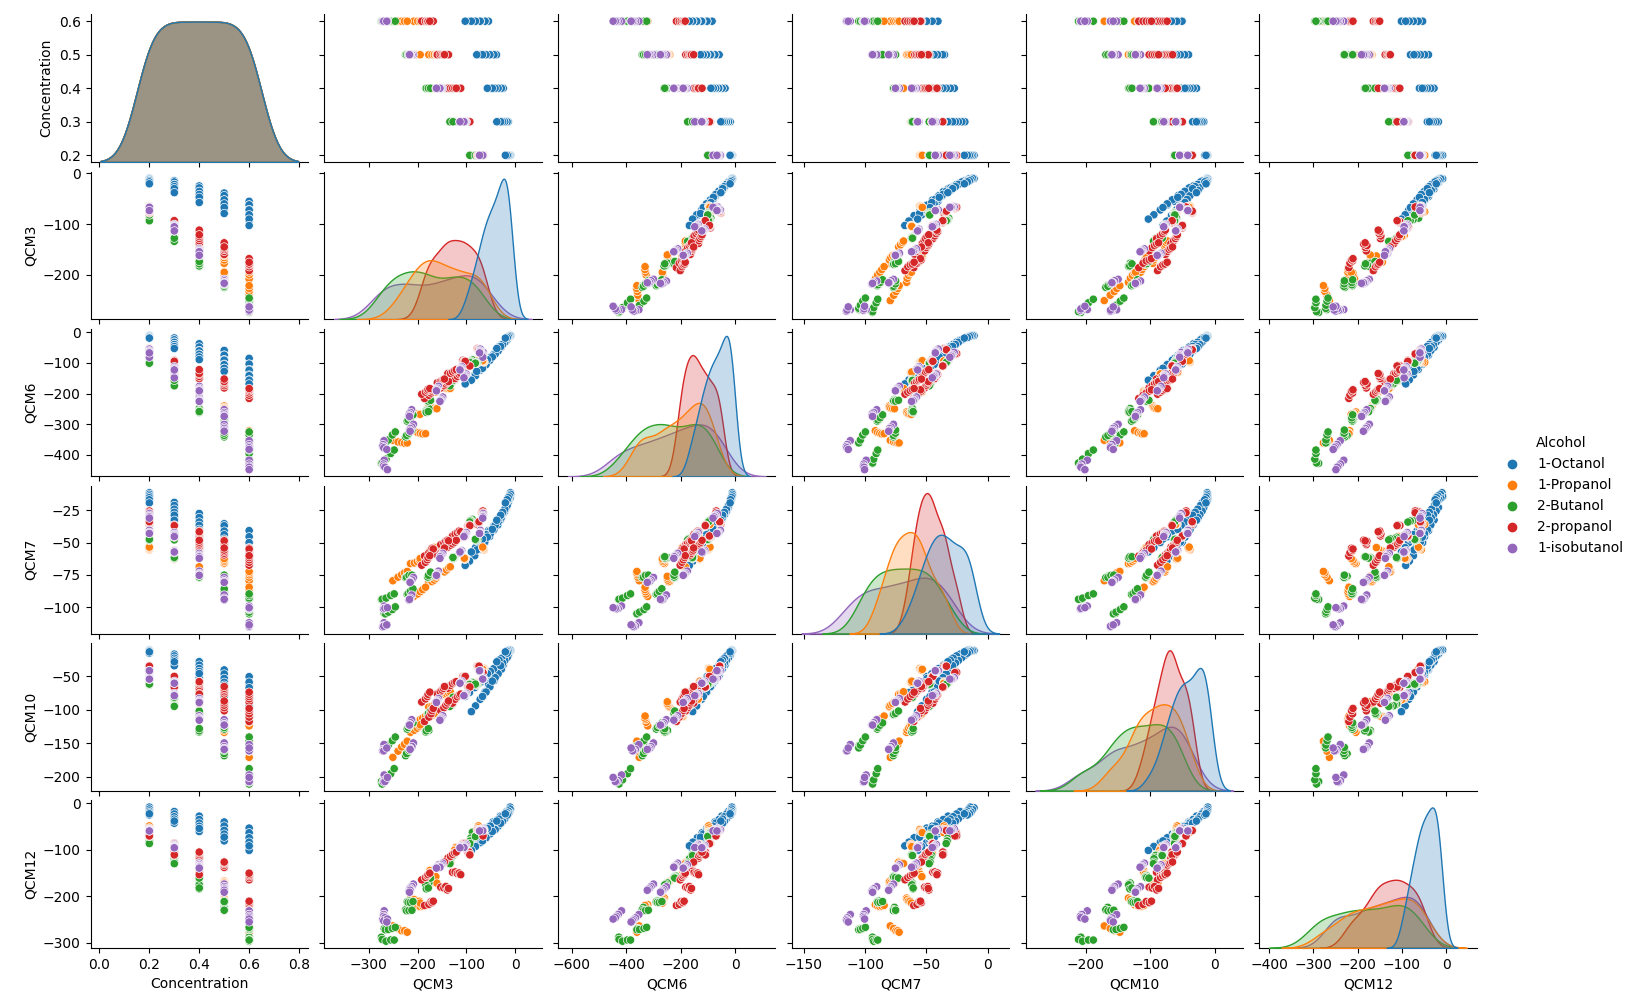 0.6
0.5
0.4
0.3
0.2
Concentration
0
−100
−200
QCM3
0
−100
−200
−300
−400
QCM6
−25
−50
−75
−100
QCM7
−50
−100
−150
−200
QCM10
0
−100
−200
−300
QCM12
Alcohol
1-Octanol
1-Propanol
2-Butanol
2-propanol
1-isobutanol
0.0 0.2 0.4 0.6 0.8
Concentration
−300 −200 −100 0
QCM3
−600 −400 −200 0
QCM6
−150 −100 −50 0
QCM7
−200 −100 0
QCM10
−400 −300 −200 −100 0
QCM12